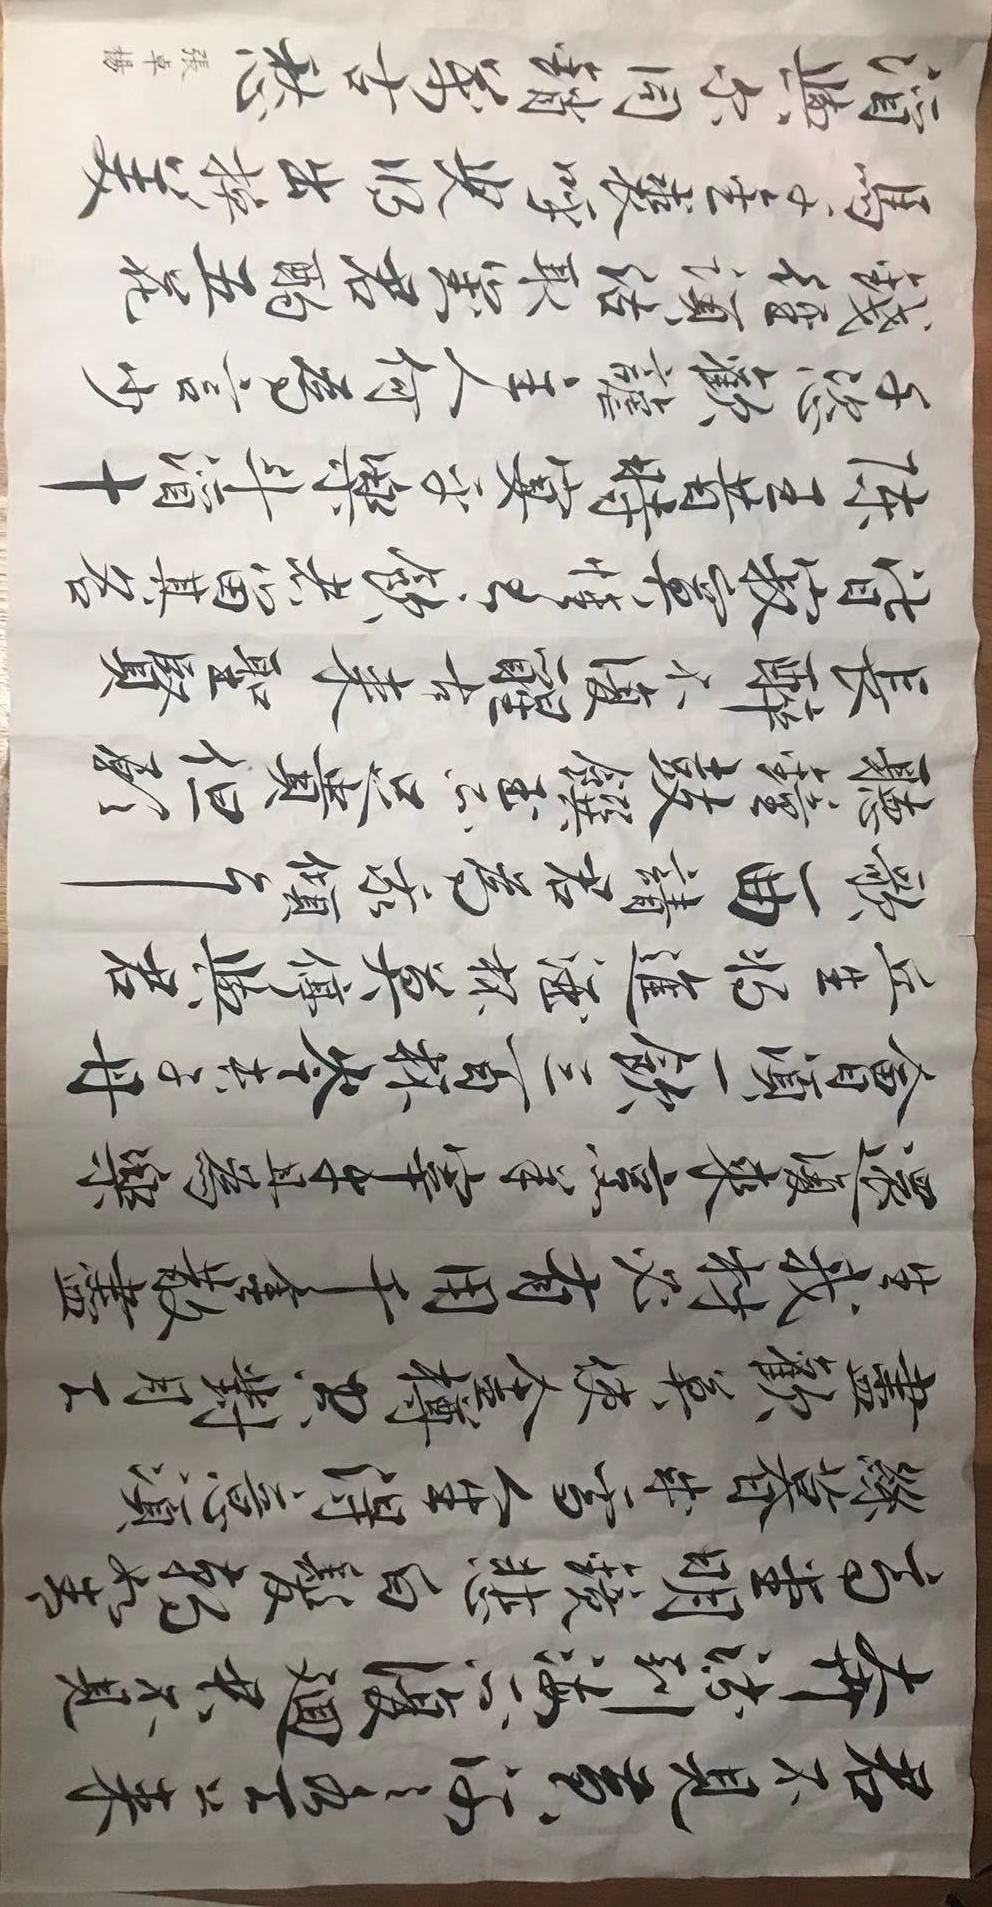 君不見黃河之水天上來
奔流到海不復迴君不見
高堂明鏡悲白髮朝如青
絲暮成雪人生得意須
盡歡莫使金樽空對月天
生我材必有用千金散盡
還復來烹羊宰牛且為樂
會須一飲三百杯岑夫子丹
丘生將進酒杯莫停與君
歌一曲請君為我傾耳
聽鐘鼓饌玉不足貴但願
長醉不復醒古來聖賢
皆寂寞惟有飲者留其名
陳王昔時宴平樂斗酒十
千恣歡謔主人何為言少
錢徑須沽取對君酌五花
馬千金裘呼兒將出換美
酒與尔同銷萬古愁
張卓梅